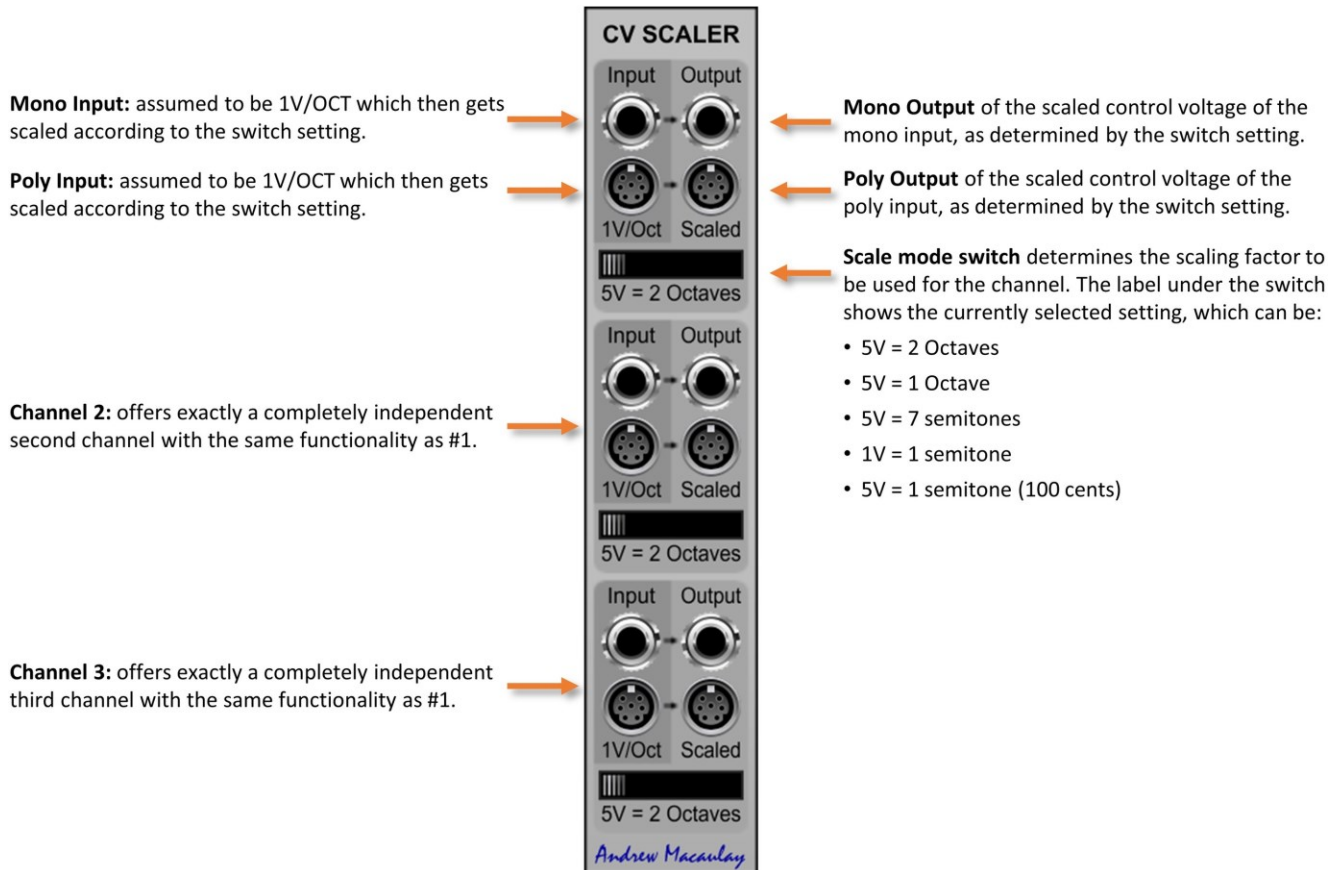 CV SCALER
Input Output
Mono Input: assumed to be 1V/OCT which then gets
scaled according to the switch setting.
Poly Input: assumed to be 1V/OCT which then gets
scaled according to the switch setting.
1V/Oct Scaled
5V = 2 Octaves
Mono Output of the scaled control voltage of the
mono input, as determined by the switch setting.
Poly Output of the scaled control voltage of the
poly input, as determined by the switch setting.
Scale mode switch determines the scaling factor to
be used for the channel. The label under the switch
shows the currently selected setting, which can be:
• 5V = 2 Octaves
• 5V = 1 Octave
• 5V = 7 semitones
• 1V = 1 semitone
• 5V = 1 semitone (100 cents)
Input Output
Channel 2: offers exactly a completely independent
second channel with the same functionality as #1.
1V/Oct Scaled
5V = 2 Octaves
Input Output
Channel 3: offers exactly a completely independent
third channel with the same functionality as #1.
1V/Oct Scaled
5V = 2 Octaves
Andrew Macaulay